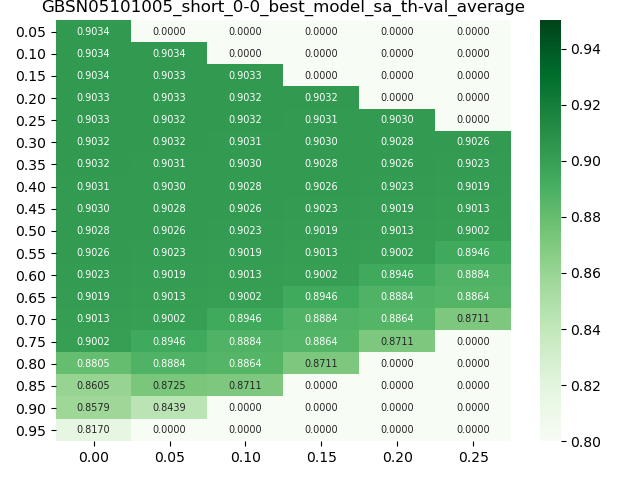 GBSN05101005_short_0-0_best_model_sa_th-val_average
0.05 0.9034 0.0000 0.0000 0.0000 0.0000 0.0000
0.10 0.9034 0.9034 0.0000 0.0000 0.0000 0.0000
0.15 0.9034 0.9033 0.9033 0.0000 0.0000 0.0000
0.20 0.9033 0.9033 0.9032 0.9032 0.0000 0.0000
0.25 0.9033 0.9032 0.9032 0.9031 0.9030 0.0000
0.30 0.9032 0.9032 0.9031 0.9030 0.9028 0.9026
0.35 0.9032 0.9031 0.9030 0.9028 0.9026 0.9023
0.40 0.9031 0.9030 0.9028 0.9026 0.9023 0.9019
0.45 0.9030 0.9028 0.9026 0.9023 0.9019 0.9013
0.50 0.9028 0.9026 0.9023 0.9019 0.9013 0.9002
0.55 0.9026 0.9023 0.9019 0.9013 0.9002 0.8946
0.60 0.9023 0.9019 0.9013 0.9002 0.8946 0.8884
0.65 0.9019 0.9013 0.9002 0.8946 0.8884 0.8864
0.70 0.9013 0.9002 0.8946 0.8884 0.8864 0.8711
0.75 0.9002 0.8946 0.8884 0.8864 0.8711 0.0000
0.80 0.8805 0.8884 0.8864 0.8711 0.0000 0.0000
0.85 0.8605 0.8725 0.8711 0.0000 0.0000 0.0000
0.90 0.8579 0.8439 0.0000 0.0000 0.0000 0.0000
0.95 0.8170 0.0000 0.0000 0.0000 0.0000 0.0000
0.00 0.05 0.10 0.15 0.20 0.25
0.94
0.92
0.90
0.88
0.86
0.84
0.82
0.80